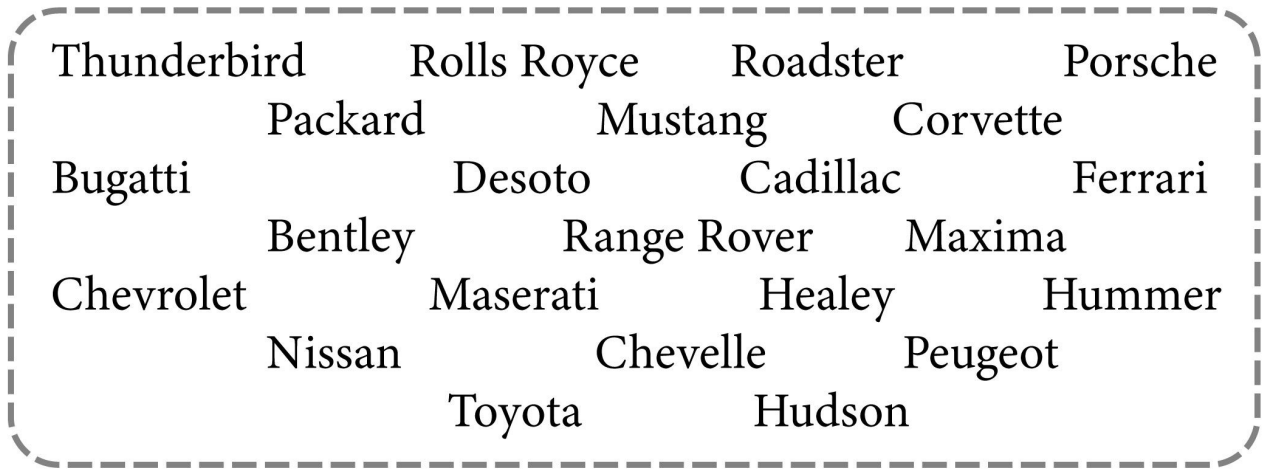 Thunderbird Rolls Royce Roadster Porsche
Packard Mustang Corvette
Bugatti Desoto Cadillac Ferrari
Bentley Range Rover Maxima
Chevrolet Maserati Healey Hummer
Nissan Chevelle Peugeot
Toyota Hudson